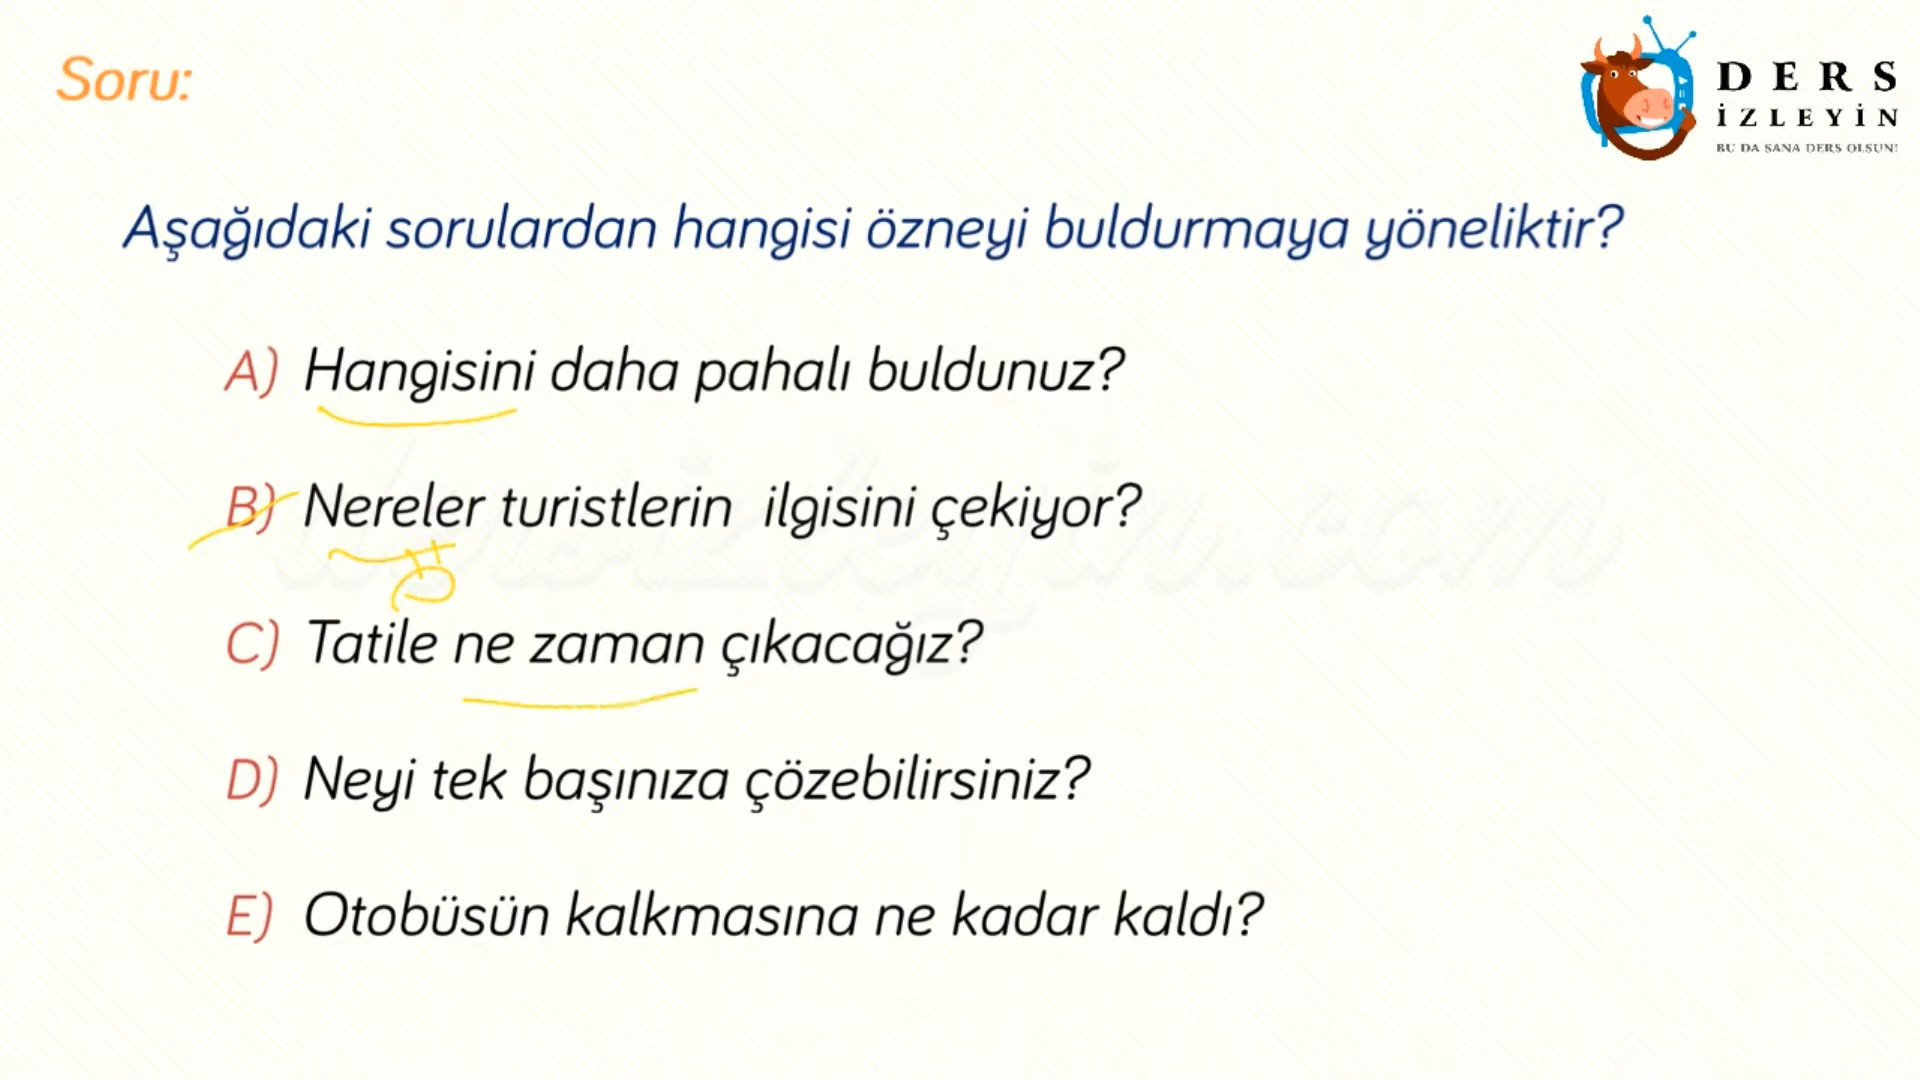 Soru:
DERS
İZLEYİN
BU DA SANA DERS OLSUN!
Aşağıdaki sorulardan hangisi özneyi buldurmaya yöneliktir?
A) Hangisini daha pahalı buldunuz?
B) Nereler turistlerin ilgisini çekiyor?
C) Tatile ne zaman çıkacağız?
D) Neyi tek başınıza çözebilirsiniz?
E) Otobüsün kalkmasına ne kadar kaldı?